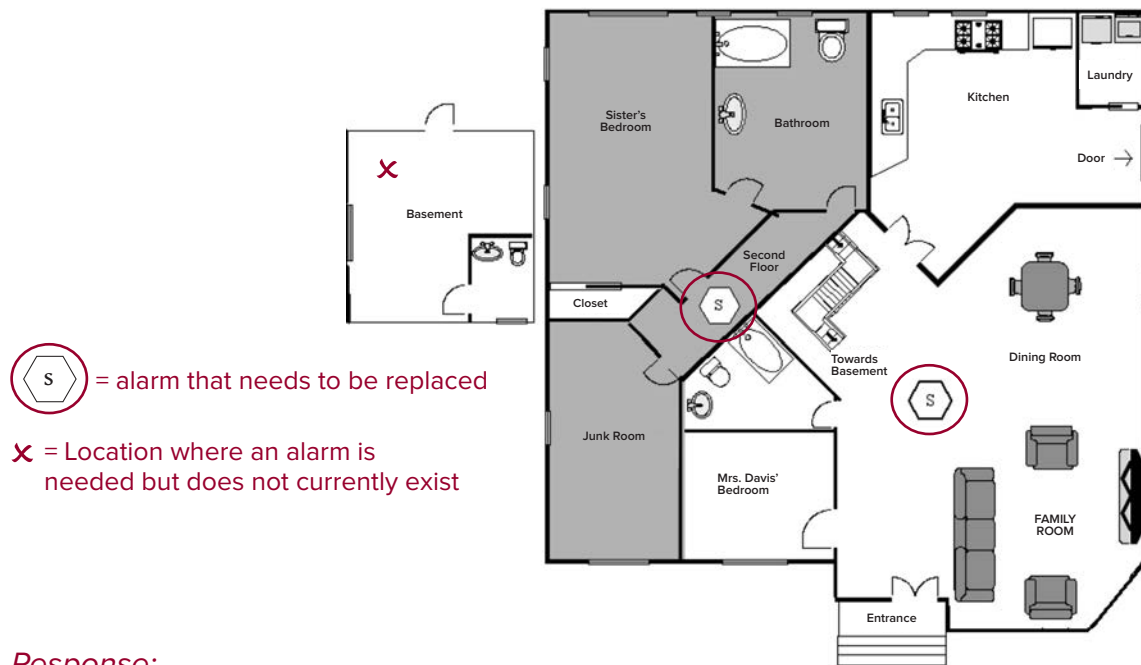 Sister's
Bedroom
Bathroom
Kitchen
Laundry
Door
Basement
Second
Floor
Closet
S
Towards
Basement
Dining Room
S
S = alarm that needs to be replaced
Junk Room
x = Location where an alarm is
needed but does not currently exist
Mrs. Davis'
Bedroom
FAMILY
ROOM
Entrance
Response: